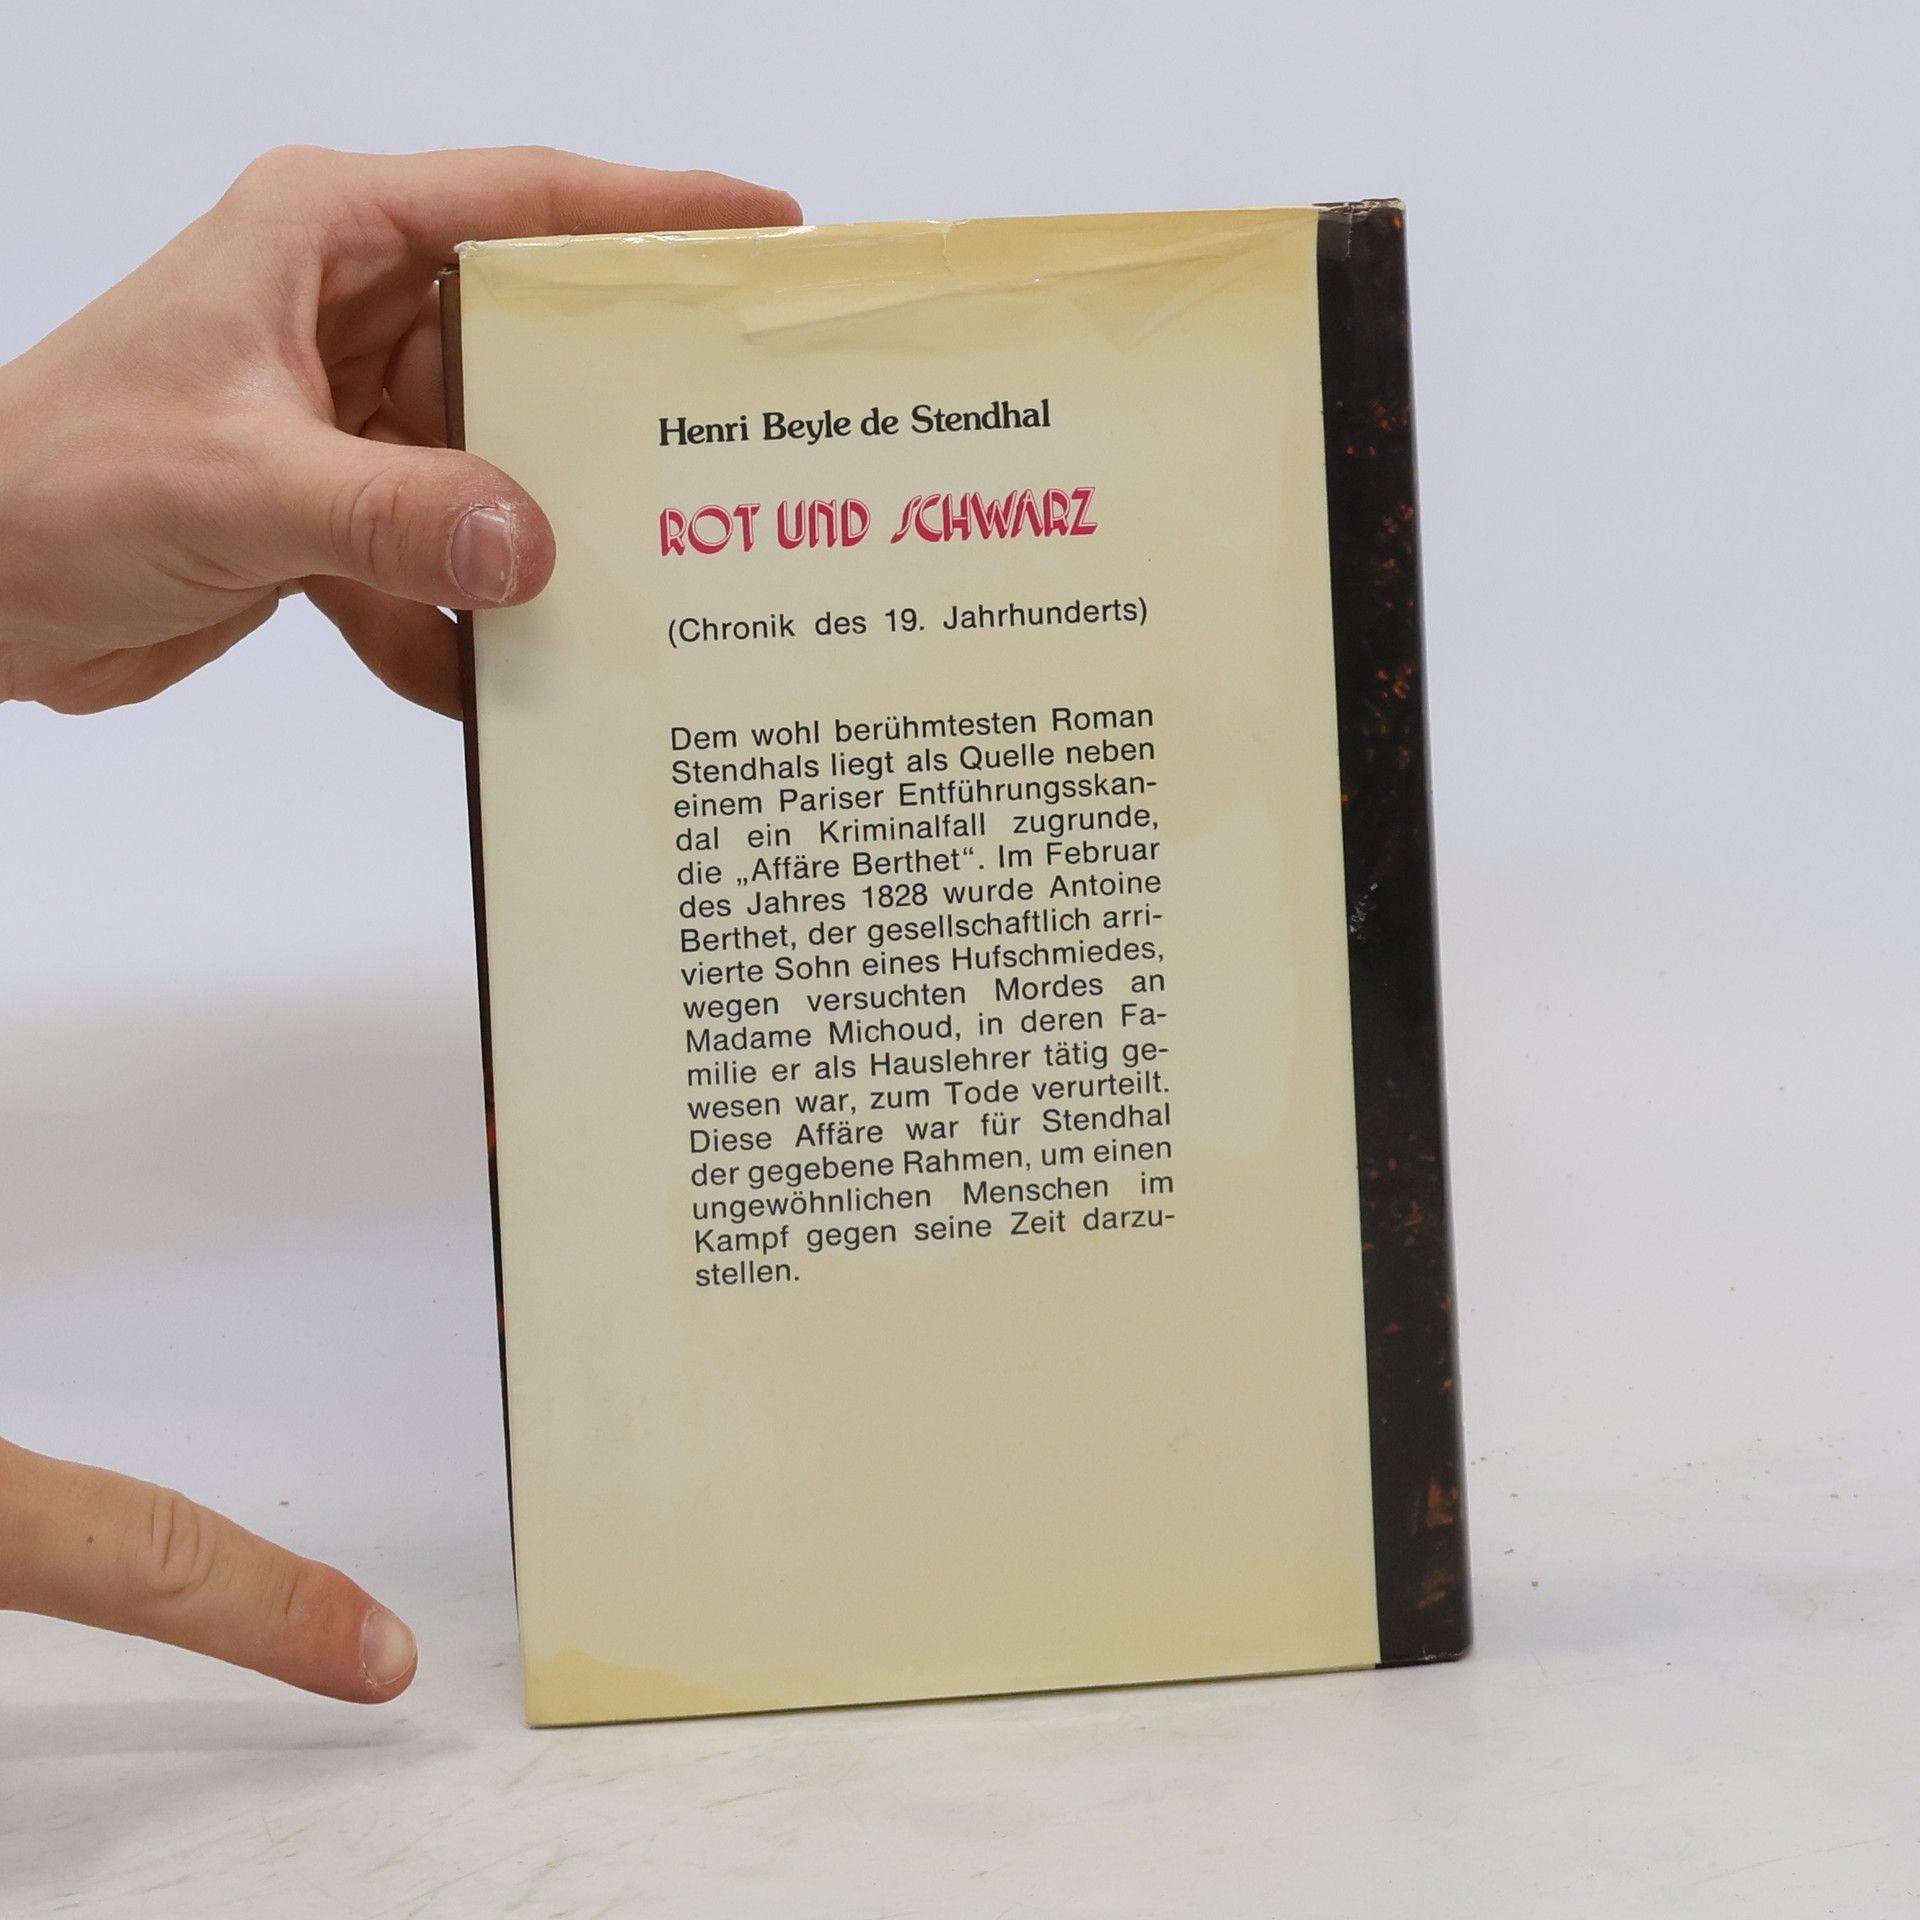 Henri Beyle de Stendhal
ROT UND SCHWARZ
(Chronik des 19. Jahrhunderts)
Dem wohl berühmtesten Roman
Stendhals liegt als Quelle neben
einem Pariser Entführungsskan-
dal ein Kriminalfall zugrunde,
die „Affäre Berthet“. Im Februar
des Jahres 1828 wurde Antoine
Berthet, der gesellschaftlich arri-
vierte Sohn eines Hufschmiedes,
wegen versuchten Mordes an
Madame Michoud, in deren Fa-
milie er als Hauslehrer tätig ge-
wesen war, zum Tode verurteilt.
Diese Affäre war für Stendhal
der gegebene Rahmen, um einen
ungewöhnlichen Menschen im
Kampf gegen seine Zeit darzu-
stellen.